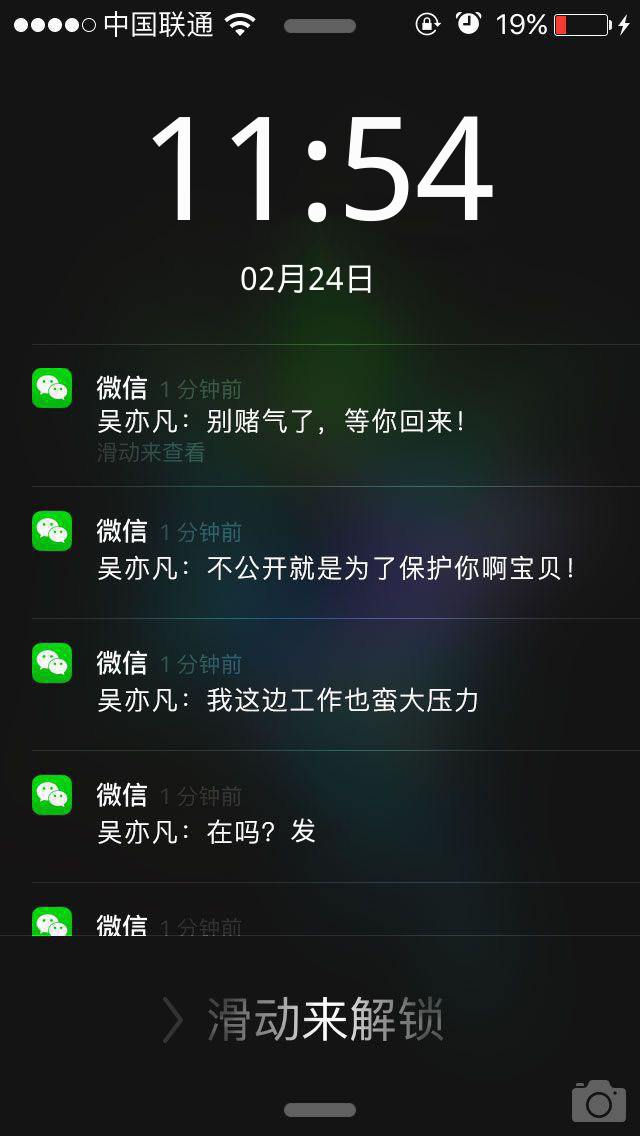 中国联通 19%
11:54
02月24日
微信 1 分钟前
吴亦凡：别赌气了，等你回来！
滑动来查看
微信 1 分钟前
吴亦凡：不公开就是为了保护你啊宝贝！
微信 1 分钟前
吴亦凡：我这边工作也蛮大压力
微信 1 分钟前
吴亦凡：在吗？发
微信 1 分钟前
滑动来解锁